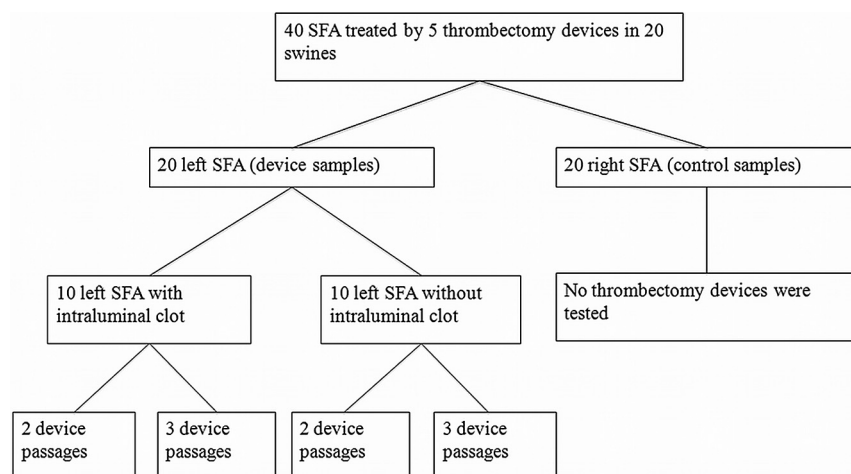 40 SFA treated by 5 thrombectomy devices in 20
swines
20 left SFA (device samples)
20 right SFA (control samples)
10 left SFA with
intraluminal clot
10 left SFA without
intraluminal clot
No thrombectomy devices were
tested
2 device
passages
3 device
passages
2 device
passages
3 device
passages